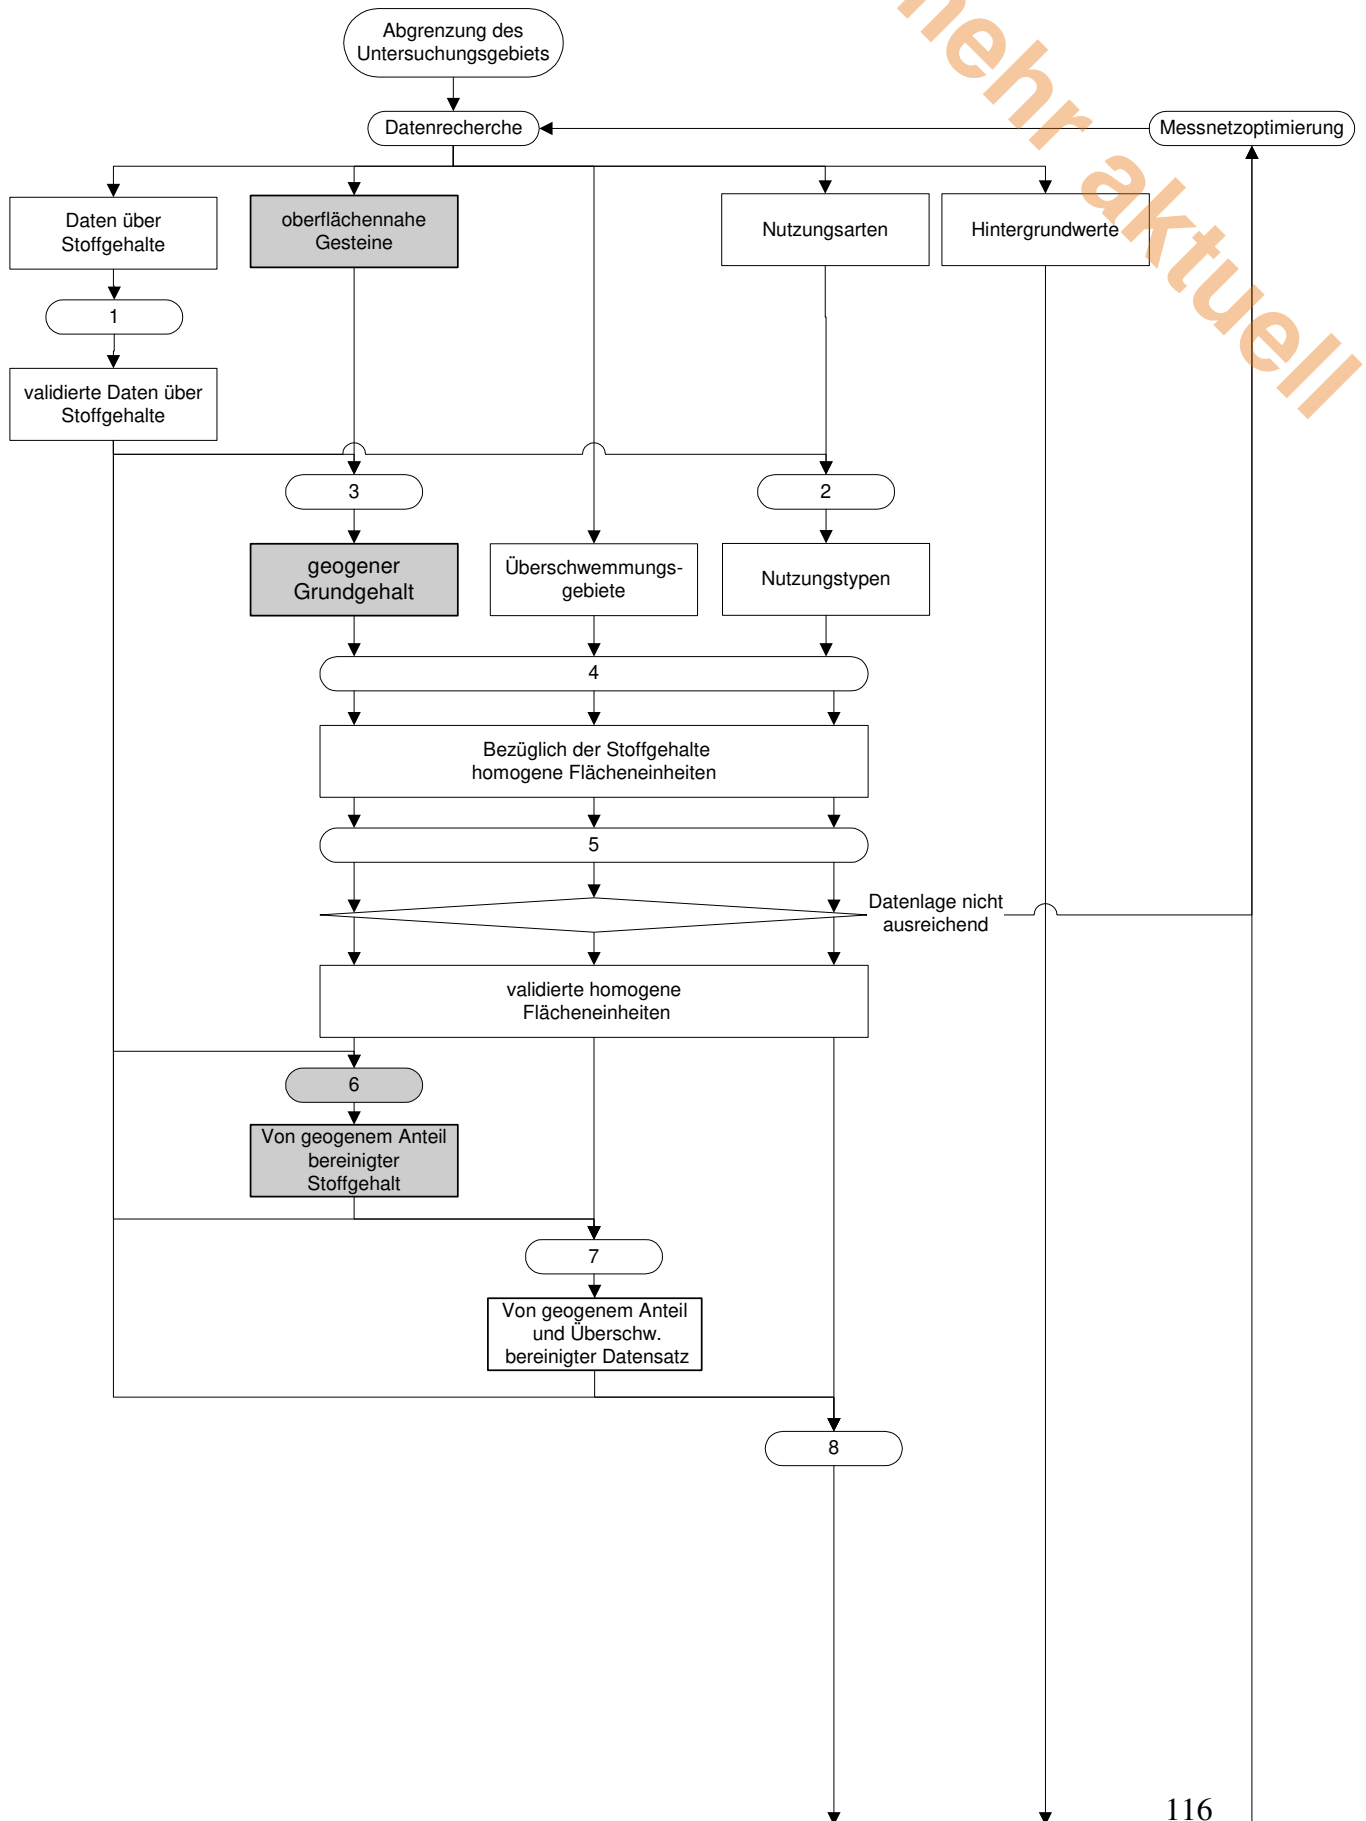 Abgrenzung des
Untersuchungsgebiets
mehr aktuell
Datenrecherche
Messnetzoptimierung
Daten über
Stoffgehalte
oberflächennahe
Gesteine
Nutzungsarten
Hintergrundwerte
1
validierte Daten über
Stoffgehalte
3
2
geogener
Grundgehalt
Überschwemmungs-
gebiete
Nutzungstypen
4
Bezüglich der Stoffgehalte
homogene Flächeneinheiten
5
Datenlage nicht
ausreichend
validierte homogene
Flächeneinheiten
6
Von geogenem Anteil
bereinigter
Stoffgehalt
7
Von geogenem Anteil
und Überschw.
bereinigter Datensatz
8
116